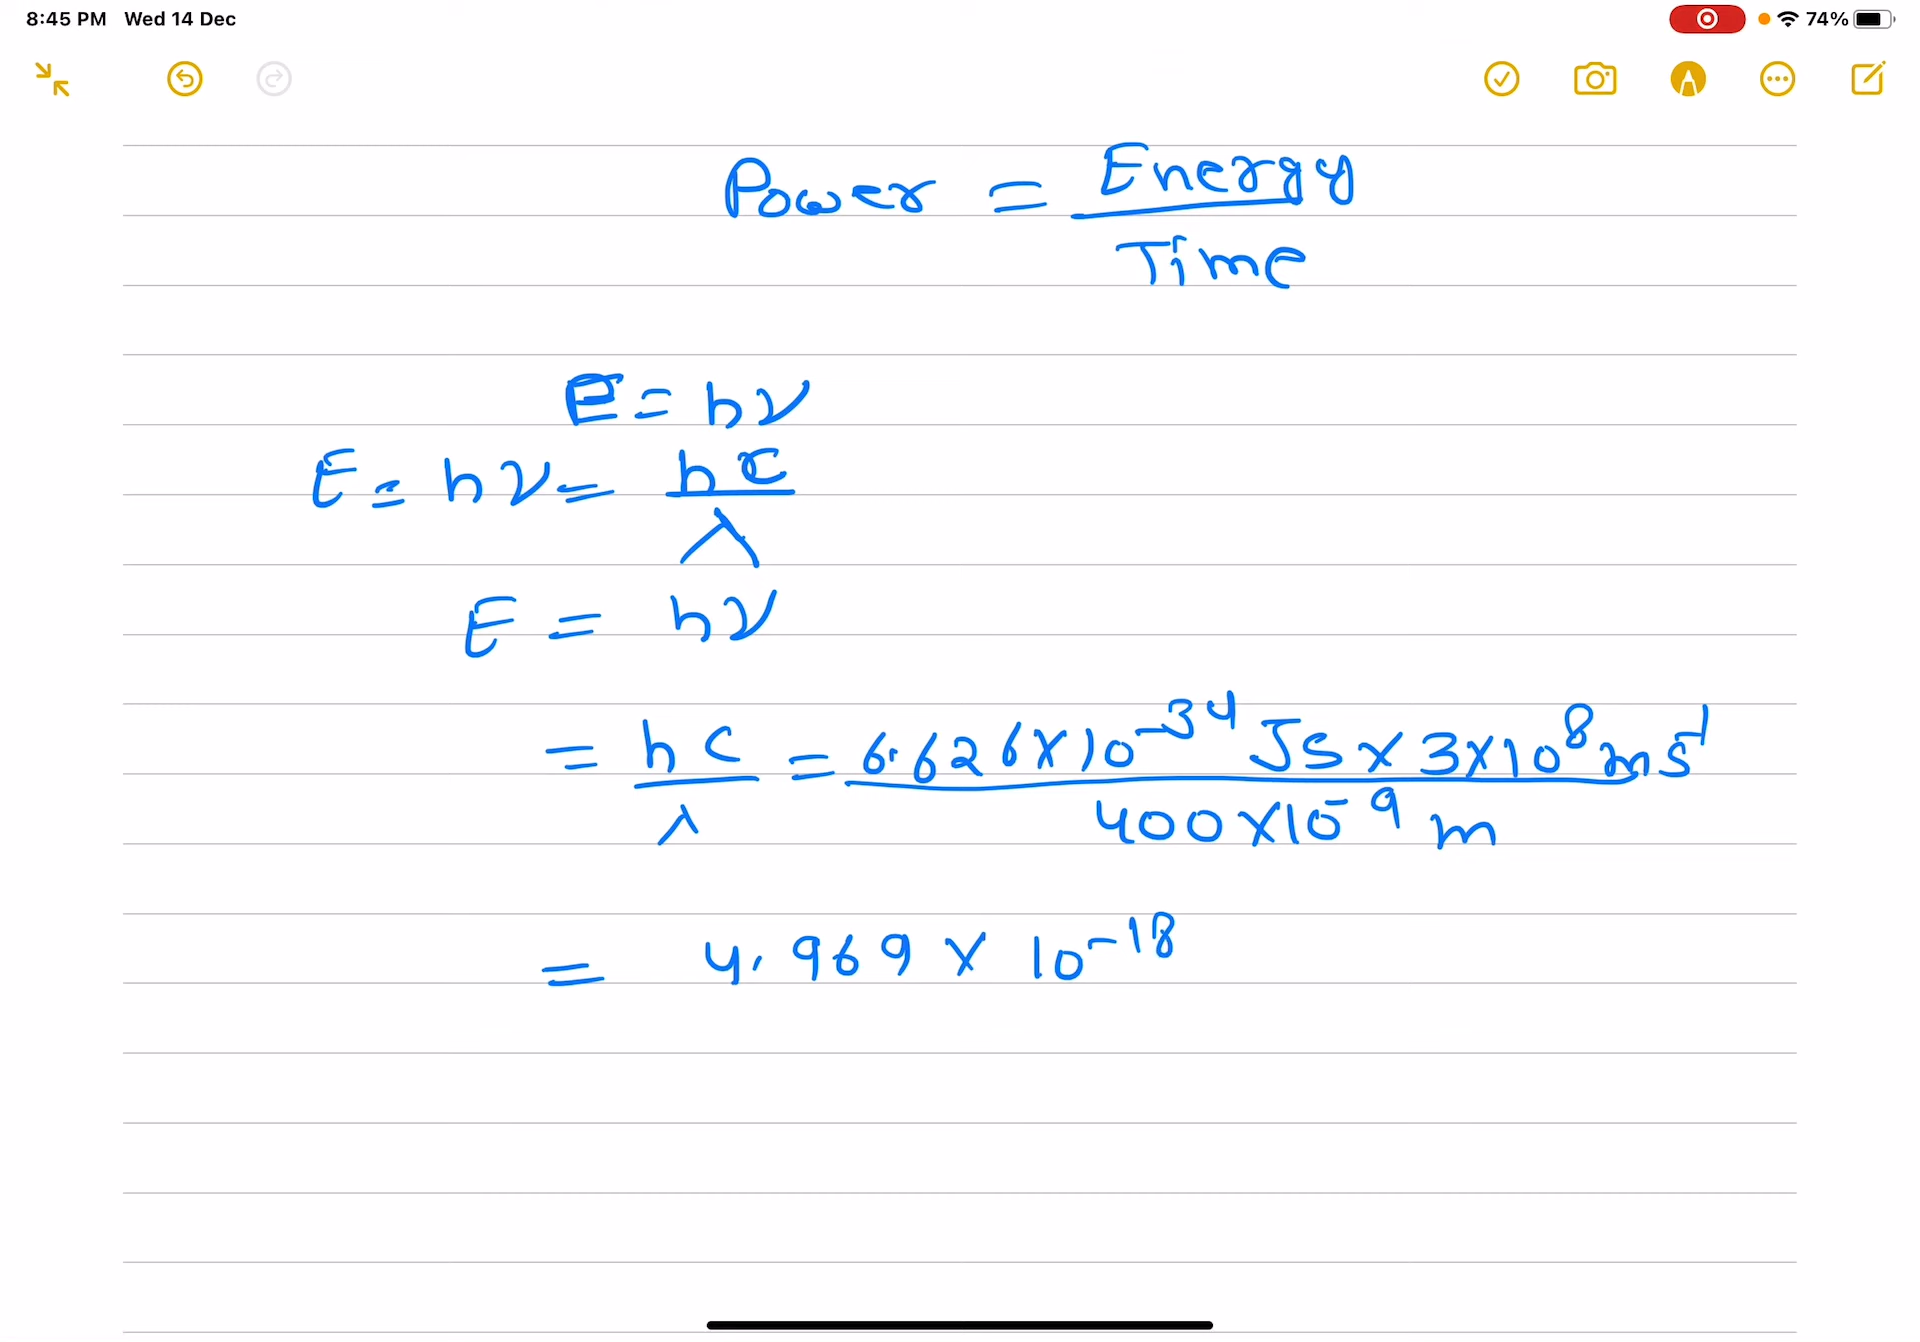 8:45 PM Wed 14 Dec 74%
Power = Energy / Time
E = hν
E = hν = hc / λ
E = hν
= hc / λ = 6.626 × 10⁻³⁴ Js × 3 × 10⁸ ms⁻¹ / 400 × 10⁻⁹ m
= 4.969 × 10⁻¹⁸